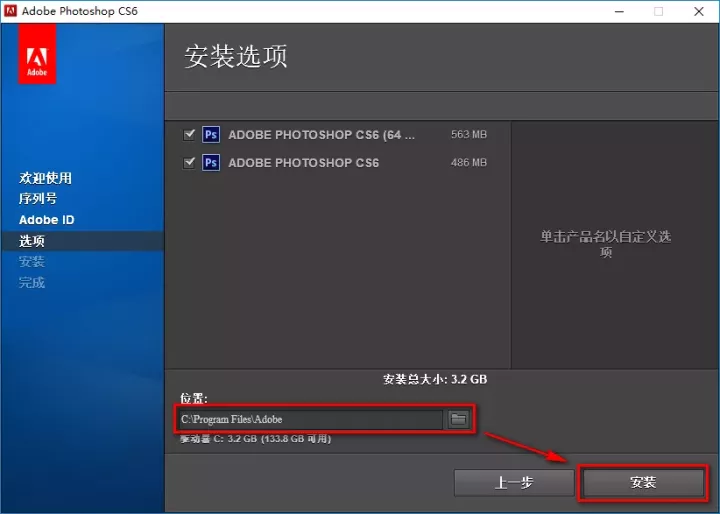 Adobe Photoshop CS6
Adobe
安装选项
ADOBE PHOTOSHOP CS6 (64 ...
563 MB
ADOBE PHOTOSHOP CS6
486 MB
欢迎使用
序列号
Adobe ID
选项
安装
完成
单击产品名以自定义选
项
安装总大小: 3.2 GB
位置:
C:\Program Files\Adobe
驱动器 C: 3.2 GB (133.8 GB 可用)
上一步
安装